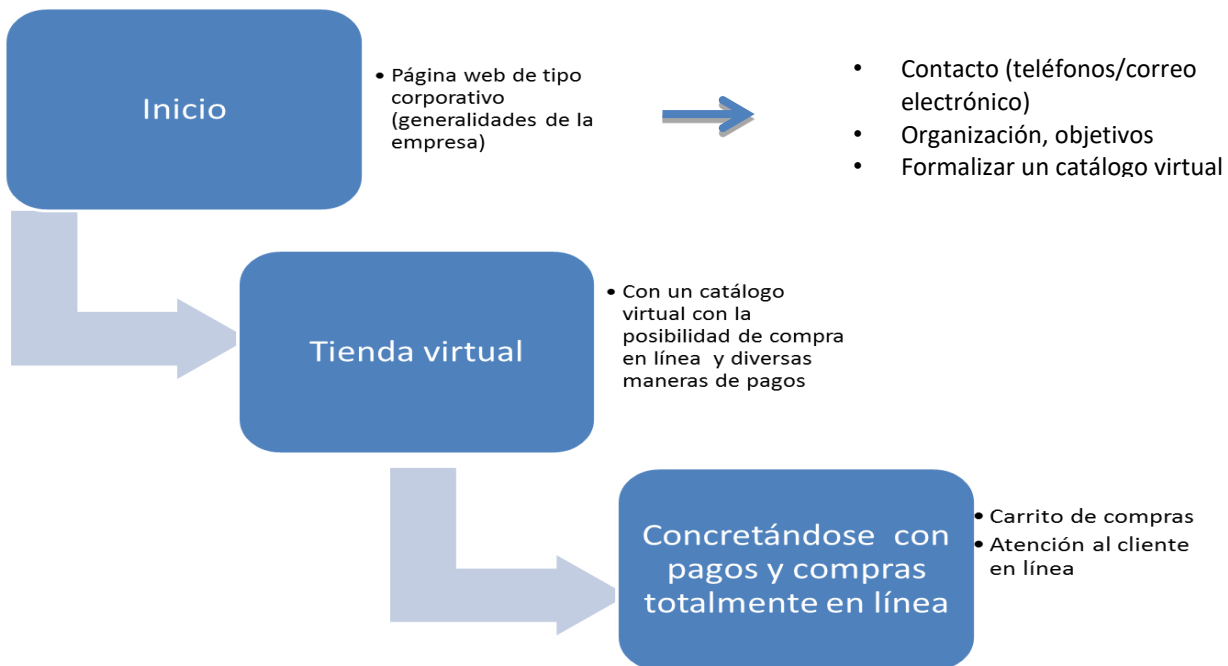 Inicio
• Página web de tipo
corporativo
(generalidades de la
empresa)
• Contacto (teléfonos/correo
electrónico)
• Organización, objetivos
• Formalizar un catálogo virtual
Tienda virtual
• Con un catálogo
virtual con la
posibilidad de compra
en línea y diversas
maneras de pagos
Concretándose con
pagos y compras
totalmente en línea
• Carrito de compras
• Atención al cliente
en línea